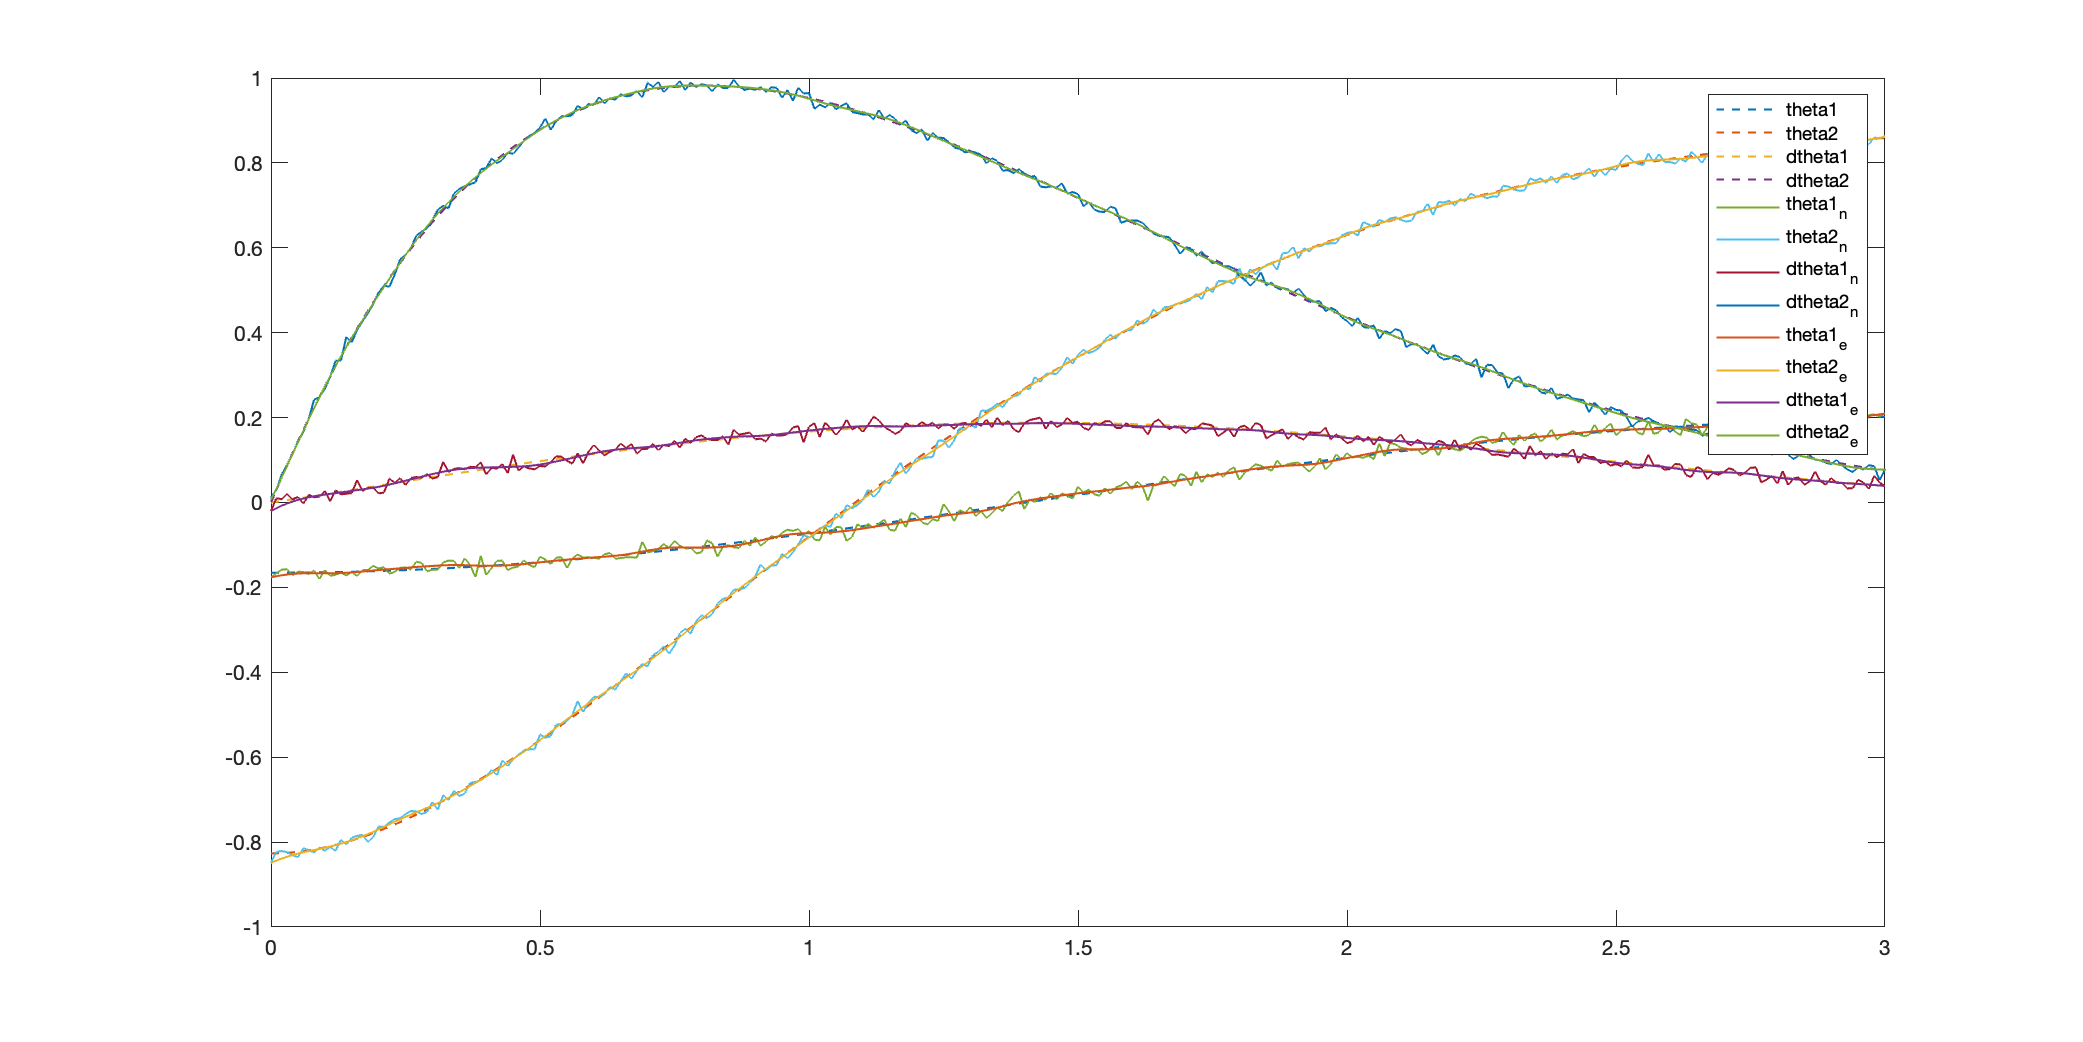 1
0.8
0.6
0.4
0.2
0
-0.2
-0.4
-0.6
-0.8
-1
0 0.5 1 1.5 2 2.5 3
theta1
theta2
dtheta1
dtheta2
theta1n
theta2n
dtheta1n
dtheta2n
theta1e
theta2e
dtheta1e
dtheta2e